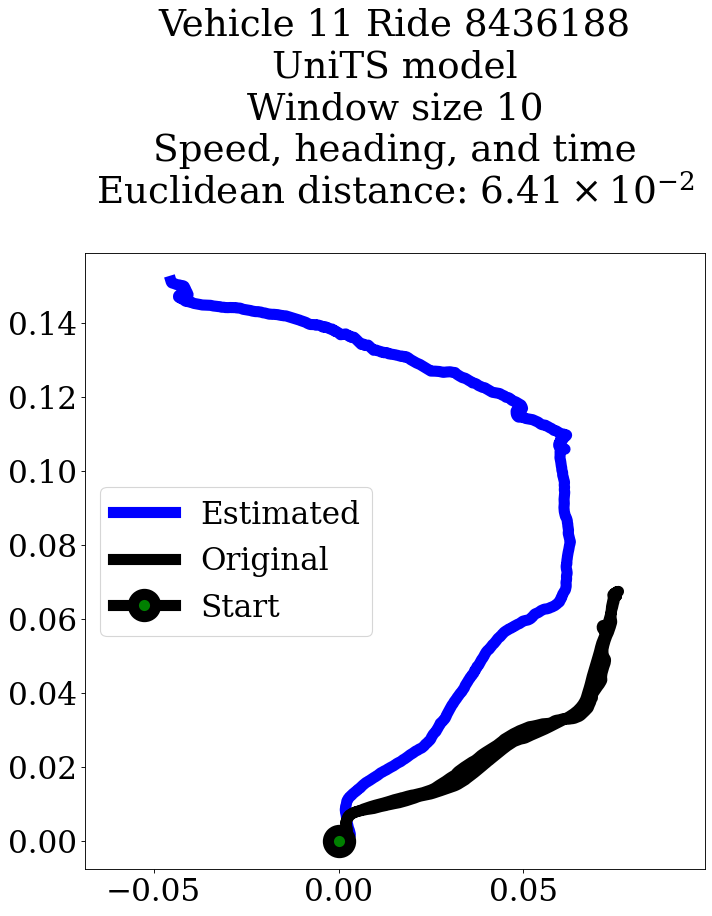 Vehicle 11 Ride 8436188
UniTS model
Window size 10
Speed, heading, and time
Euclidean distance: 6.41 × 10⁻²
0.14
0.12
0.10
0.08
0.06
0.04
0.02
0.00
Estimated
Original
Start
−0.05
0.00
0.05